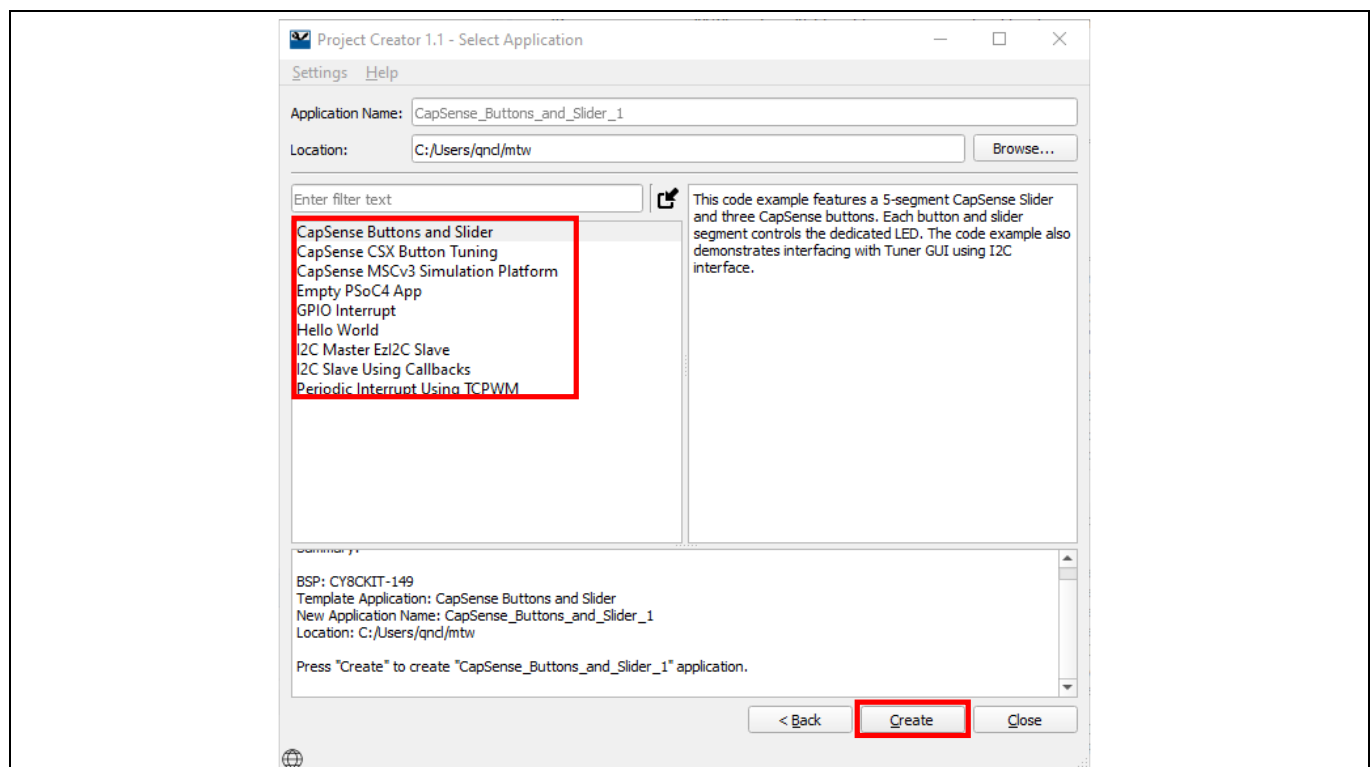 Project Creator 1.1 - Select Application
Settings Help
Application Name: CapSense_Buttons_and_Slider_1
Location: C:/Users/qncl/mtw Browse...
Enter filter text
CapSense Buttons and Slider
CapSense CSX Button Tuning
CapSense MSCv3 Simulation Platform
Empty PSoC4 App
GPIO Interrupt
Hello World
I2C Master EzI2C Slave
I2C Slave Using Callbacks
Periodic Interrupt Using TCPWM
This code example features a 5-segment CapSense Slider
and three CapSense buttons. Each button and slider
segment controls the dedicated LED. The code example also
demonstrates interfacing with Tuner GUI using I2C
interface.
Summary:
BSP: CY8CKIT-149
Template Application: CapSense Buttons and Slider
New Application Name: CapSense_Buttons_and_Slider_1
Location: C:/Users/qncl/mtw
Press "Create" to create "CapSense_Buttons_and_Slider_1" application.
< Back Create Close